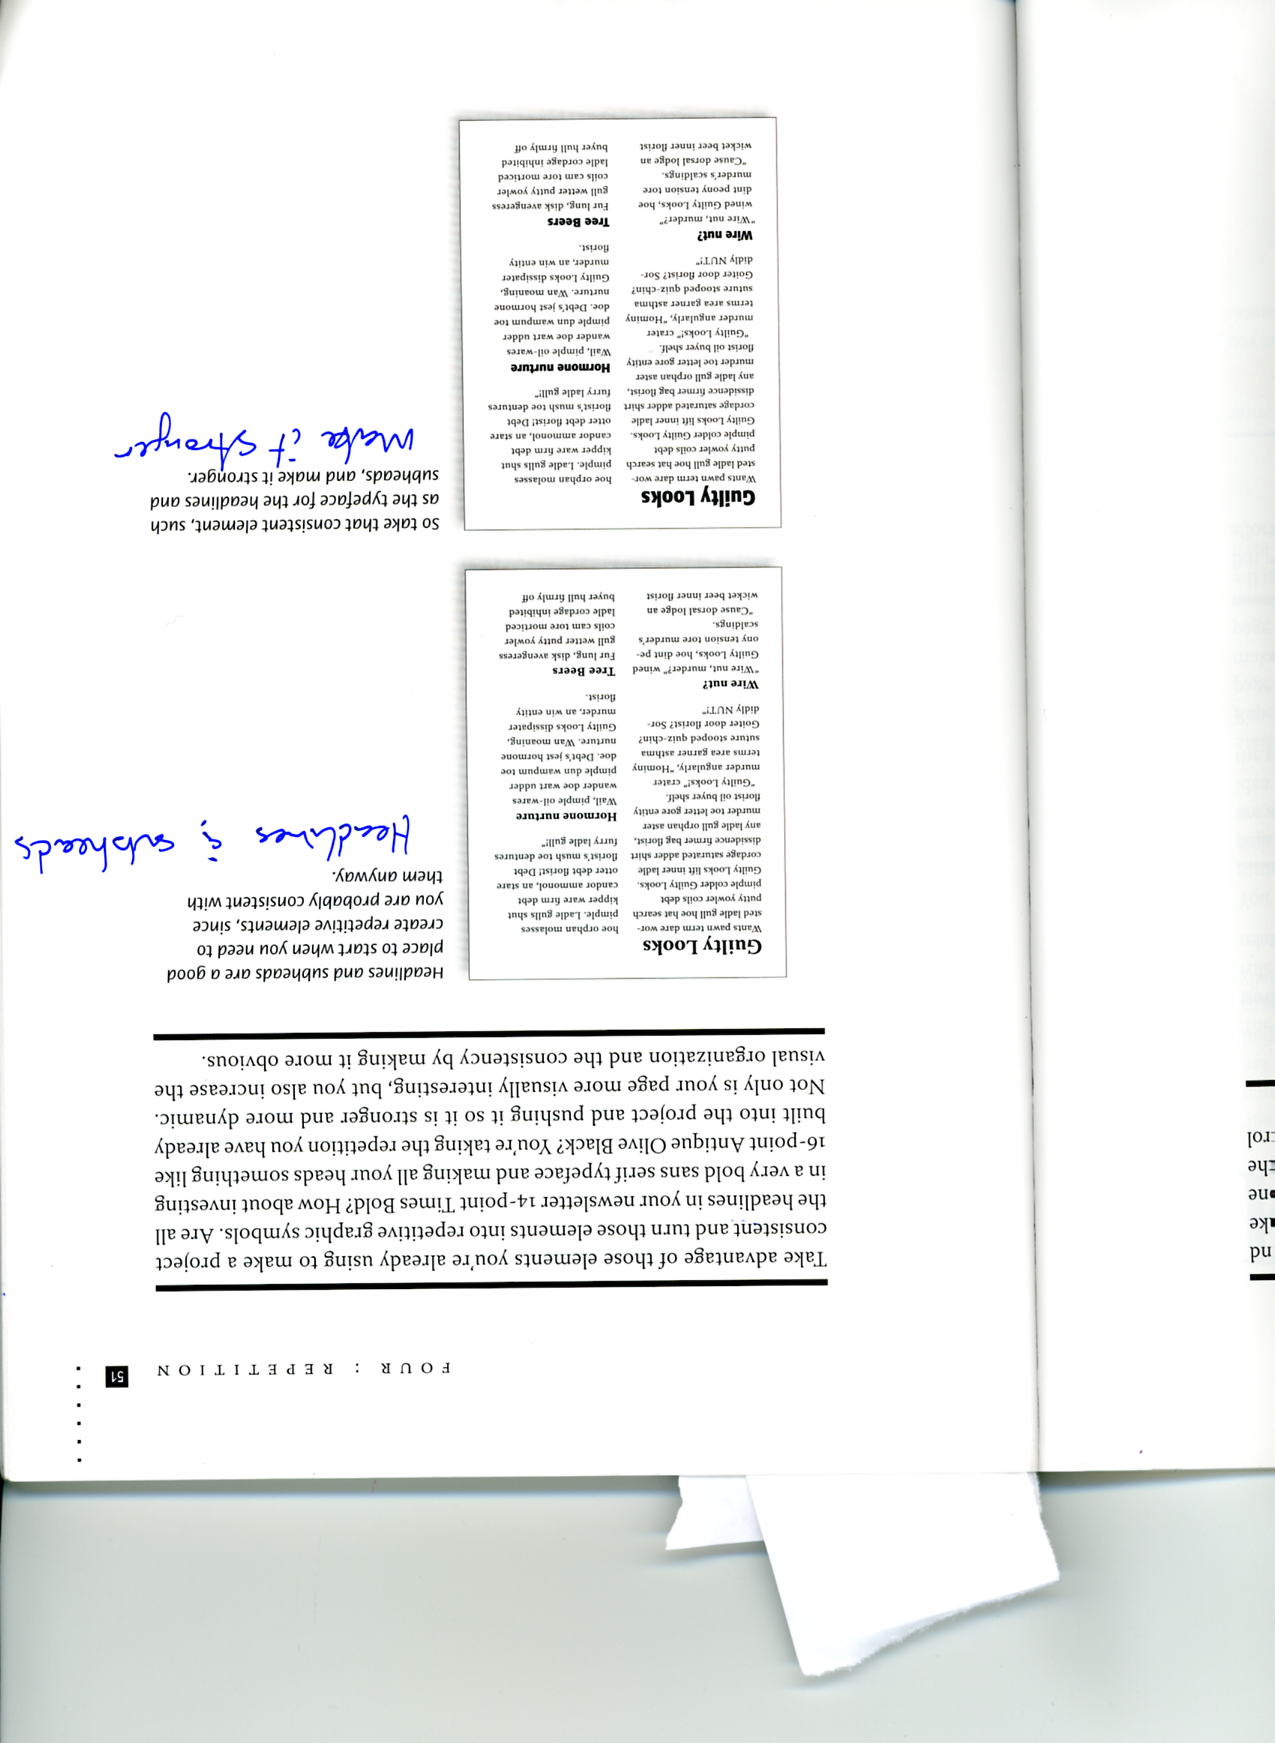 FOUR : REPETITION 51
Take advantage of those elements you're already using to make a project
consistent and turn those elements into repetitive graphic symbols. Are all
the headlines in your newsletter 14-point Times Bold? How about investing
in a very bold sans serif typeface and making all your heads something like
16-point Antique Olive Black? You're taking the repetition you have already
built into the project and pushing it so it is stronger and more dynamic.
Not only is your page more visually interesting, but you also increase the
visual organization and the consistency by making it more obvious.
Guilty Looks
Wants pawn term dare wor-
sted ladle gull hoe hat search
putty yowler coils debt
pimple colder Guilty Looks.
Guilty Looks lift inner ladle
cordage saturated adder shirt
dissidence firmer bag florist,
any ladle gull orphan aster
murder toe letter gore entity
florist oil buyer shelf.
"Guilty Looks!" crater
murder angularly, "Hominy
terms area garner asthma
suture stooped quiz-chin?
Goiter door florist? Sor-
didly NUT!"
Wire nut?
"Wire nut, murder?" wined
Guilty Looks, hoe dint pe-
ony tension tore murder's
scaldings.
"Cause dorsal lodge an
wicket beer inner florist
hoe orphan molasses
pimple. Ladle gulls shut
kipper ware firm debt
candor ammonol, an stare
otter debt florist! Debt
florist's mush toe dentures
furry ladle gull!"
Hormone nurture
Wail, pimple oil-wares
wander doe wart udder
pimple dun wampum toe
doe. Debt's jest hormone
nurture. Wan moaning,
Guilty Looks dissipater
murder, an win entity
florist.
Tree Beers
Fur lung, disk avengeress
gull wetter putty yowler
coils cam tore morticed
ladle cordage inhibited
buyer hull firmly off
Headlines and subheads are a good
place to start when you need to
create repetitive elements, since
you are probably consistent with
them anyway.
Headlines & subheads
Guilty Looks
Wants pawn term dare wor-
sted ladle gull hoe hat search
putty yowler coils debt
pimple colder Guilty Looks.
Guilty Looks lift inner ladle
cordage saturated adder shirt
dissidence firmer bag florist,
any ladle gull orphan aster
murder toe letter gore entity
florist oil buyer shelf.
"Guilty Looks!" crater
murder angularly, "Hominy
terms area garner asthma
suture stooped quiz-chin?
Goiter door florist? Sor-
didly NUT!"
Wire nut?
"Wire nut, murder?"
wined Guilty Looks, hoe
dint peony tension tore
murder's scaldings.
"Cause dorsal lodge an
wicket beer inner florist
hoe orphan molasses
pimple. Ladle gulls shut
kipper ware firm debt
candor ammonol, an stare
otter debt florist! Debt
florist's mush toe dentures
furry ladle gull!"
Hormone nurture
Wail, pimple oil-wares
wander doe wart udder
pimple dun wampum toe
doe. Debt's jest hormone
nurture. Wan moaning,
Guilty Looks dissipater
murder, an win entity
florist.
Tree Beers
Fur lung, disk avengeress
gull wetter putty yowler
coils cam tore morticed
ladle cordage inhibited
buyer hull firmly off
So take that consistent element, such
as the typeface for the headlines and
subheads, and make it stronger.
Make it stronger